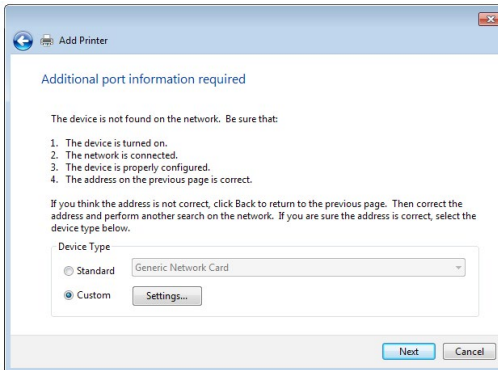 Add Printer
Additional port information required
The device is not found on the network. Be sure that:
1. The device is turned on.
2. The network is connected.
3. The device is properly configured.
4. The address on the previous page is correct.
If you think the address is not correct, click Back to return to the previous page. Then correct the
address and perform another search on the network. If you are sure the address is correct, select the
device type below.
Device Type
Standard
Generic Network Card
Custom
Settings...
Next
Cancel